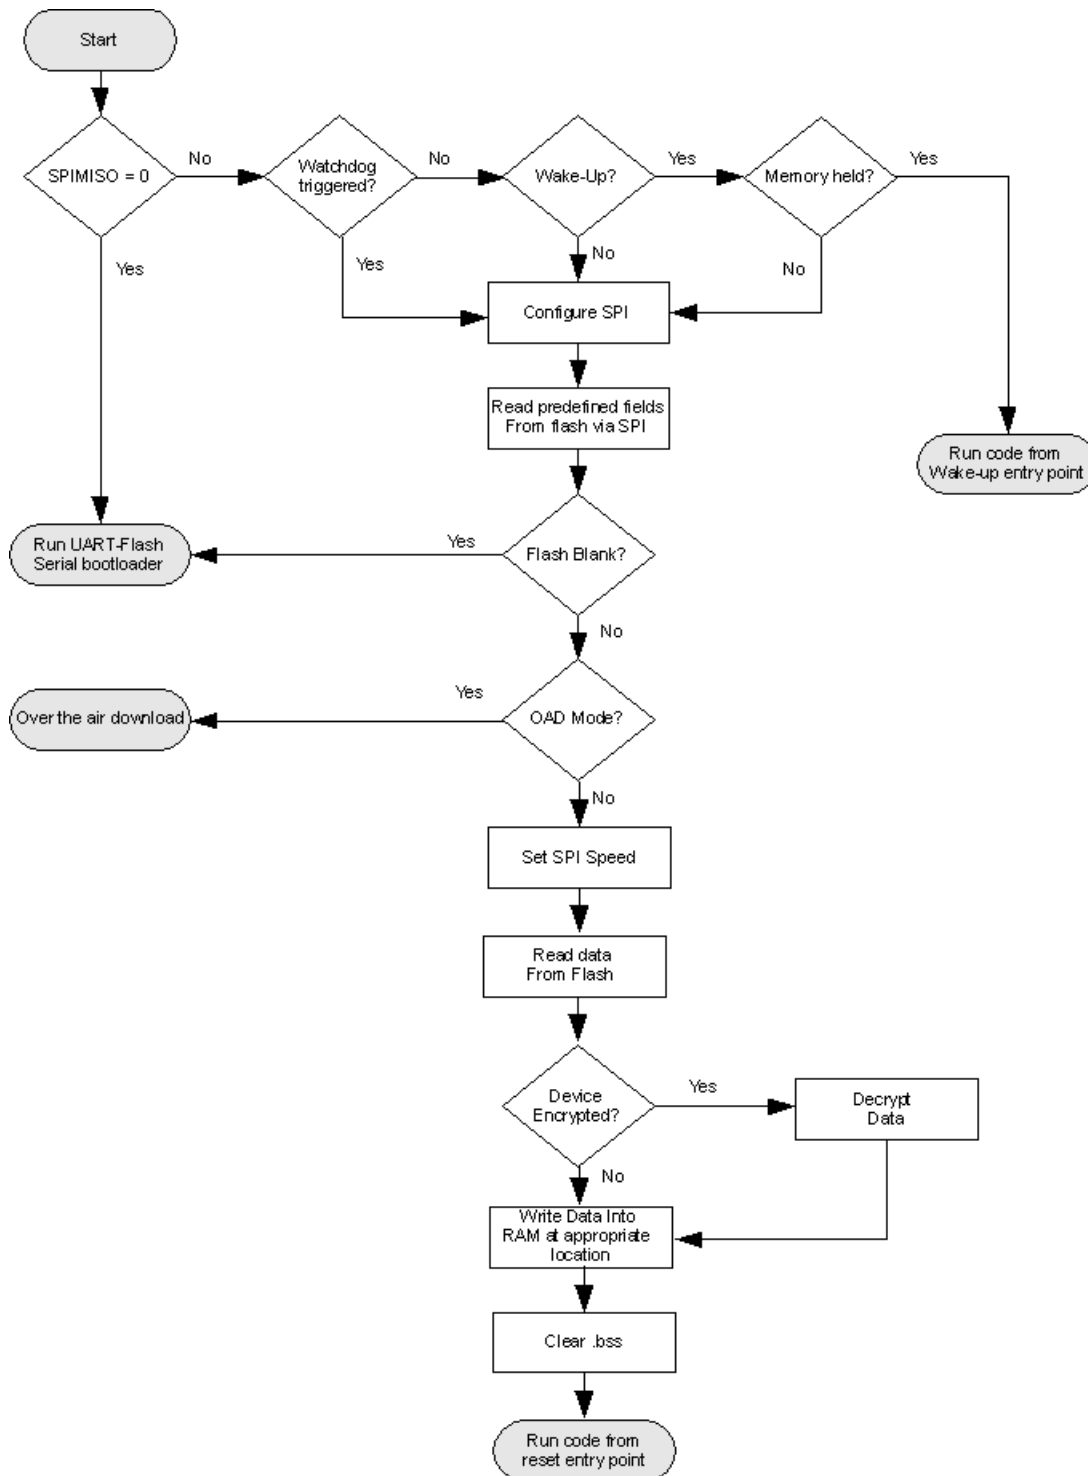 Start
SPIMISO = 0
No
Watchdog
triggered?
No
Wake-Up?
Yes
Memory held?
Yes
Yes
Yes
No
No
Configure SPI
Read predefined fields
From flash via SPI
Run code from
Wake-up entry point
Run UART-Flash
Serial bootloader
Yes
Flash Blank?
No
Over the air download
Yes
OAD Mode?
No
Set SPI Speed
Read data
From Flash
Device
Encrypted?
Yes
Decrypt
Data
No
Write Data Into
RAM at appropriate
location
Clear .bss
Run code from
reset entry point